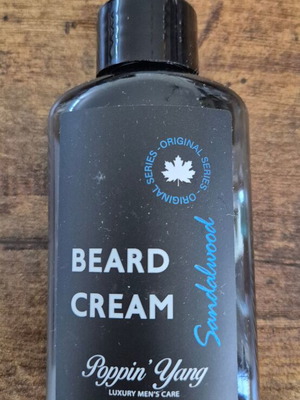 ORIGINAL SERIES · ORIGINAL SERIES ·
Sandalwood
BEARD
CREAM
Poppin' Yang
LUXURY MEN'S CARE